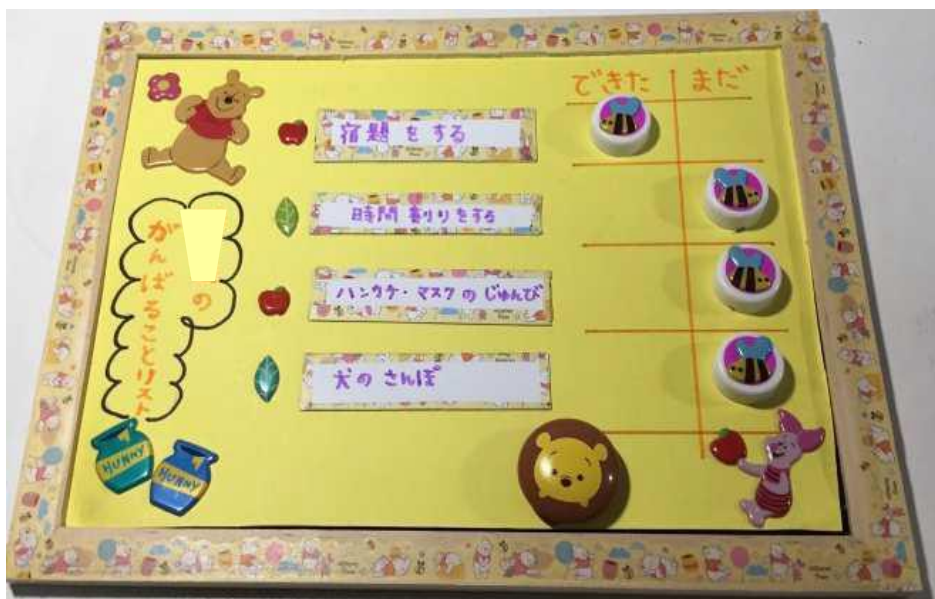 できた まだ
の
がんばることリスト
宿題をする
時間割りをする
ハンカチ・マスクのじゅんび
犬のさんぽ
HUNNY
HUNNY